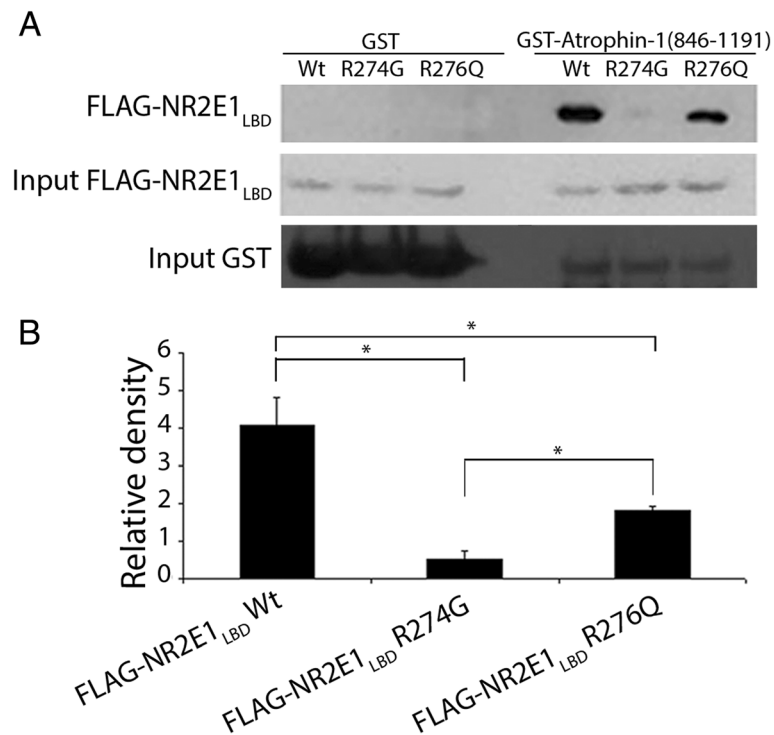 A
GST GST-Atrophin-1(846-1191)
Wt R274G R276Q Wt R274G R276Q
FLAG-NR2E1LBD
Input FLAG-NR2E1LBD
Input GST
B
Relative density
6
5
4
3
2
1
0
*
*
*
FLAG-NR2E1LBD Wt
FLAG-NR2E1LBD R274G
FLAG-NR2E1LBD R276Q